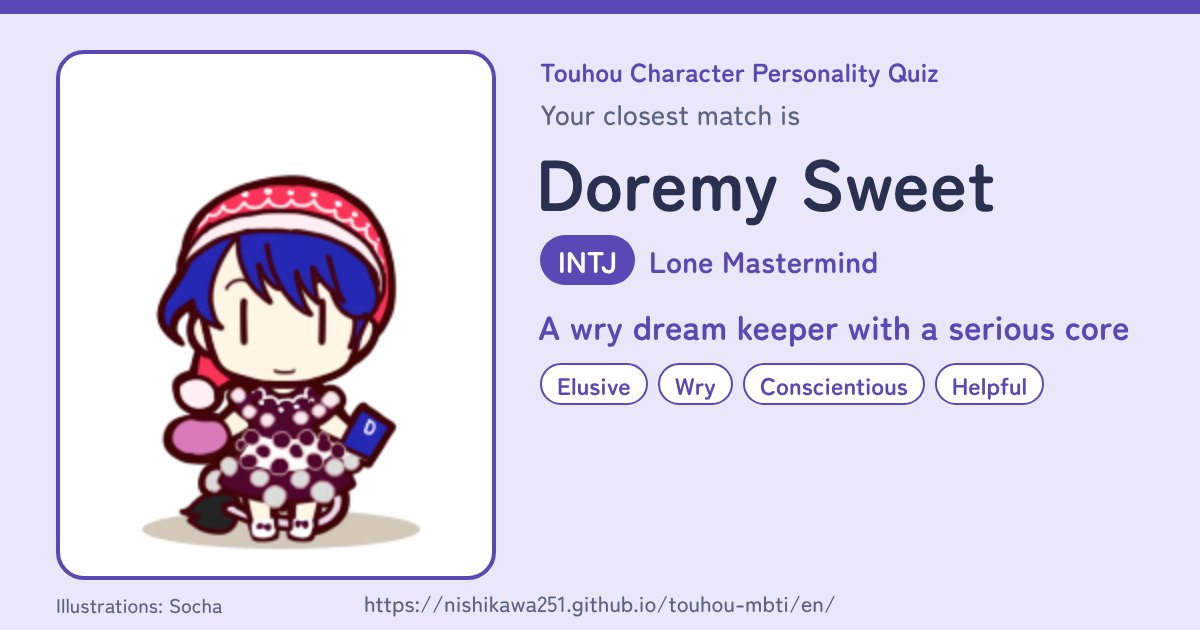 Touhou Character Personality Quiz
Your closest match is
Doremy Sweet
INTJ Lone Mastermind
A wry dream keeper with a serious core
Elusive Wry Conscientious Helpful
D
Illustrations: Socha https://nishikawa251.github.io/touhou-mbti/en/